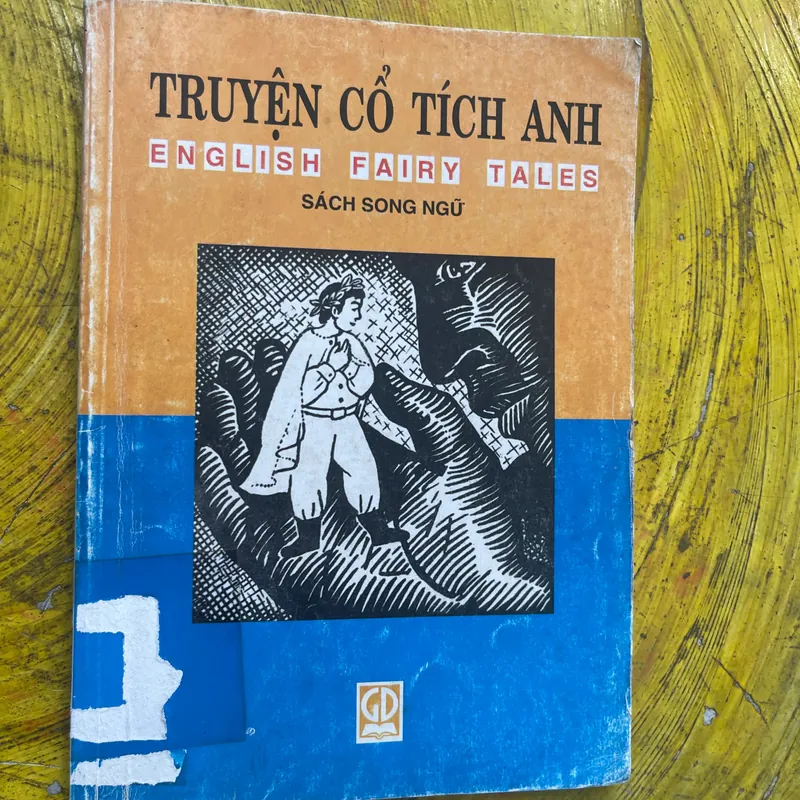 TRUYỆN CỔ TÍCH ANH
ENGLISH FAIRY TALES
SÁCH SONG NGỮ
GD